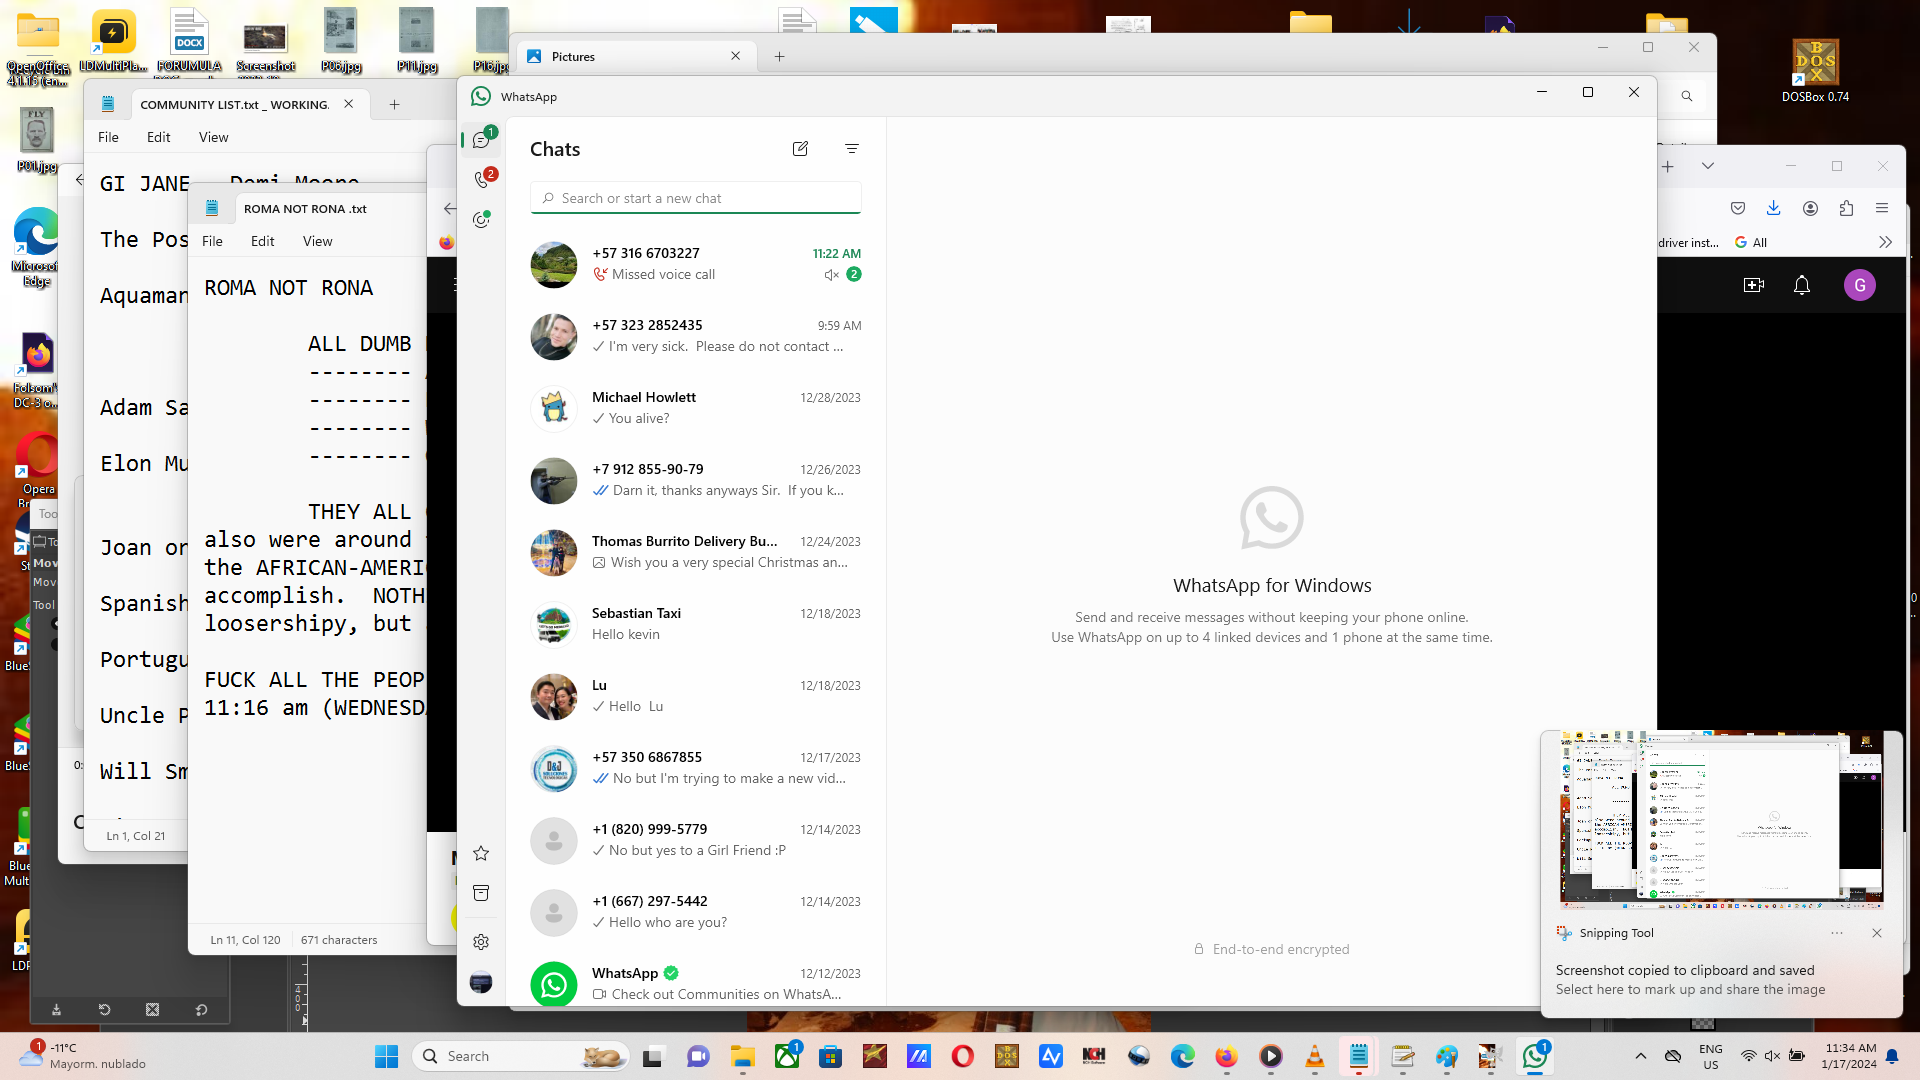 OpenOffice 4.1.15 (en...
LDMultiPla...
FORUMULA
Screenshot
P06.jpg
P11.jpg
P16.jpg
P01.jpg
Microsoft Edge
Folsom's DC-3 o...
Opera
DOSBox 0.74
Pictures
COMMUNITY LIST.txt _ WORKING.
File Edit View
GI JANE
Demi Moore
The Pos
Aquaman
Adam Sa
Elon Mu
Joan or
Spanish
Portugu
Uncle P
Will Sm
Ln 1, Col 21
ROMA NOT RONA .txt
File Edit View
ROMA NOT RONA
ALL DUMB
--------
--------
--------
--------
THEY ALL
also were around
the AFRICAN-AMERI
accomplish. NOTH
loosershipy, but
FUCK ALL THE PEOP
11:16 am (WEDNESDA
Ln 11, Col 120
671 characters
WhatsApp
1
2
Chats
Search or start a new chat
+57 316 6703227
11:22 AM
Missed voice call
2
+57 323 2852435
9:59 AM
I'm very sick. Please do not contact ...
Michael Howlett
12/28/2023
You alive?
+7 912 855-90-79
12/26/2023
Darn it, thanks anyways Sir. If you k...
Thomas Burrito Delivery Bu...
12/24/2023
Wish you a very special Christmas an...
Sebastian Taxi
12/18/2023
Hello kevin
Lu
12/18/2023
Hello Lu
+57 350 6867855
12/17/2023
No but I'm trying to make a new vid...
+1 (820) 999-5779
12/14/2023
No but yes to a Girl Friend :P
+1 (667) 297-5442
12/14/2023
Hello who are you?
WhatsApp
12/12/2023
Check out Communities on WhatsA...
WhatsApp for Windows
Send and receive messages without keeping your phone online.
Use WhatsApp on up to 4 linked devices and 1 phone at the same time.
End-to-end encrypted
driver inst...
All
G
Snipping Tool
Screenshot copied to clipboard and saved
Select here to mark up and share the image
1
-11°C
Mayorm. nublado
Search
1
NCH
1
ENG
US
11:34 AM
1/17/2024